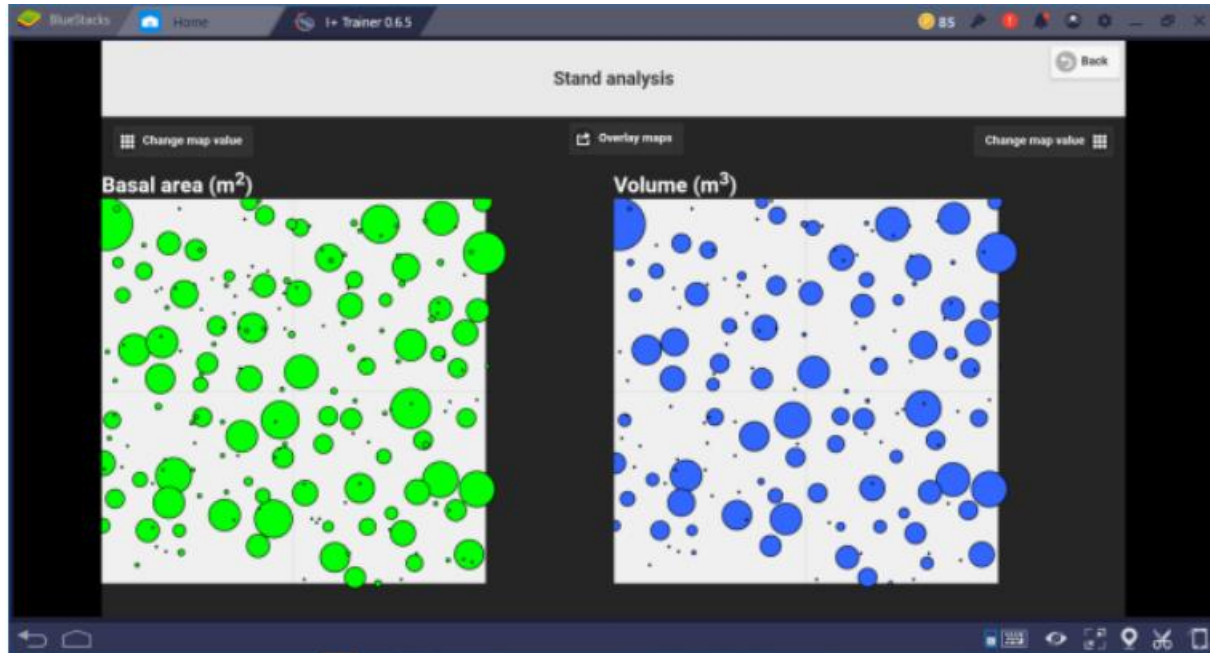 BlueStacks Home I+ Trainer 0.6.5 85
Stand analysis
Back
Change map value
Overlay maps
Change map value
Basal area (m²)
Volume (m³)